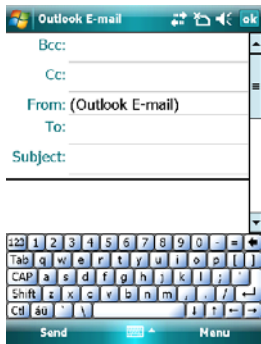 Outlook E-mail ok
Bcc:
Cc:
From: (Outlook E-mail)
To:
Subject:
123 1 2 3 4 5 6 7 8 9 0 - =
Tab q w e r t y u i o p [ ]
CAP a s d f g h j k l ; '
Shift z x c v b n m , . /
Ctl áü ` \
Send Menu